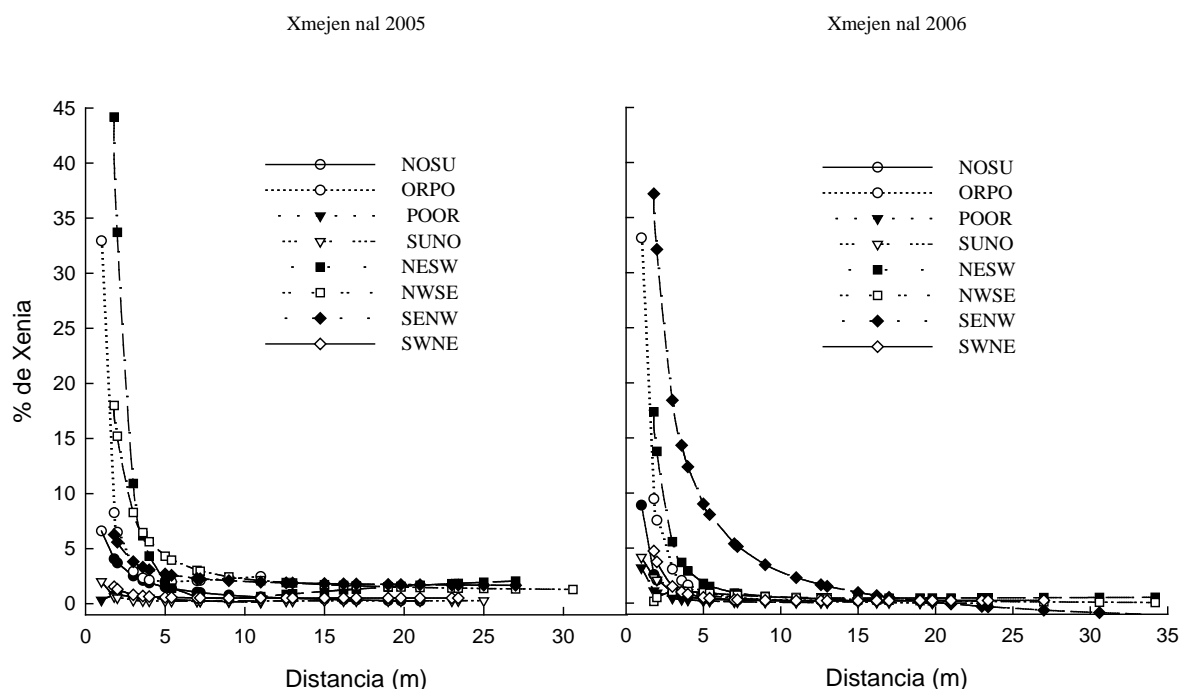 Xmejen nal 2005
Xmejen nal 2006
% de Xenia
45
40
35
30
25
20
15
10
5
0
NOSU
ORPO
POOR
SUNO
NESW
NWSE
SENW
SWNE
0 5 10 15 20 25 30
Distancia (m)
NOSU
ORPO
POOR
SUNO
NESW
NWSE
SENW
SWNE
0 5 10 15 20 25 30 35
Distancia (m)